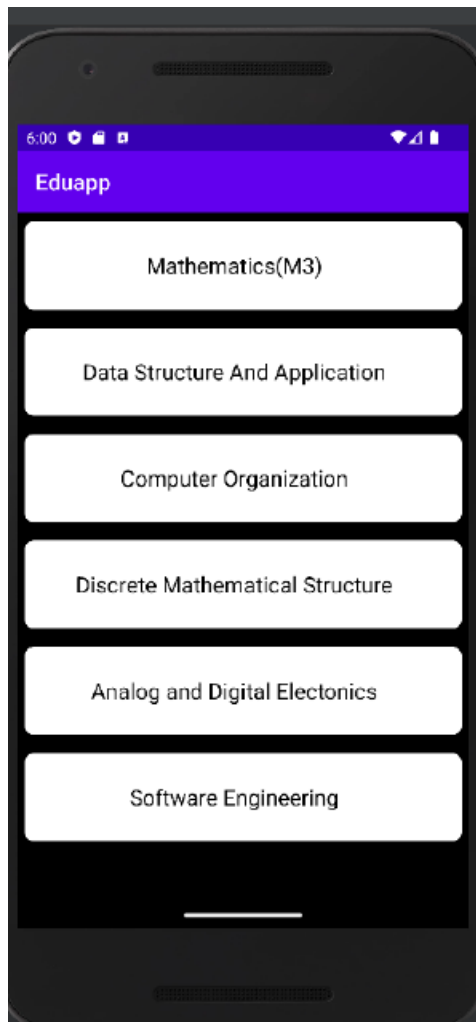 6:00
Eduapp
Mathematics(M3)
Data Structure And Application
Computer Organization
Discrete Mathematical Structure
Analog and Digital Electonics
Software Engineering